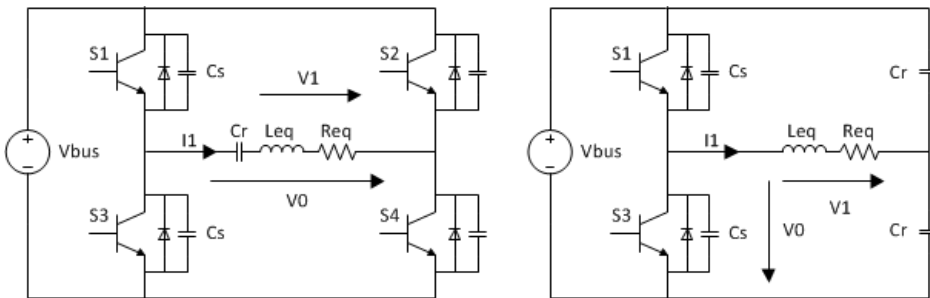 S1
Cs
S2
V1
+
-
Vbus
I1
Cr
Leq
Req
V0
S3
Cs
S4
S1
Cs
Cr
+
-
Vbus
I1
Leq
Req
V1
S3
Cs
V0
Cr